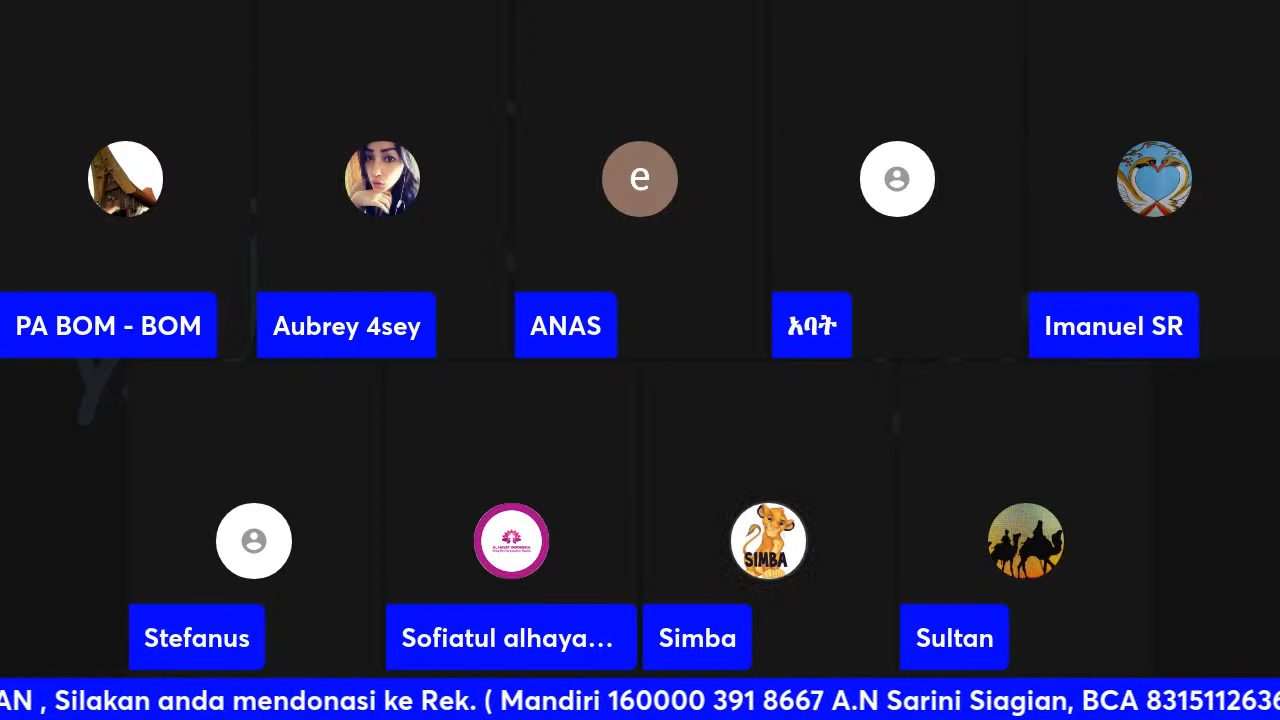 e
PA BOM - BOM
Aubrey 4sey
ANAS
አባት
Imanuel SR
SIMBA
Stefanus
Sofiatul alhaya...
Simba
Sultan
AN , Silakan anda mendonasi ke Rek. ( Mandiri 160000 391 8667 A.N Sarini Siagian, BCA 8315112636